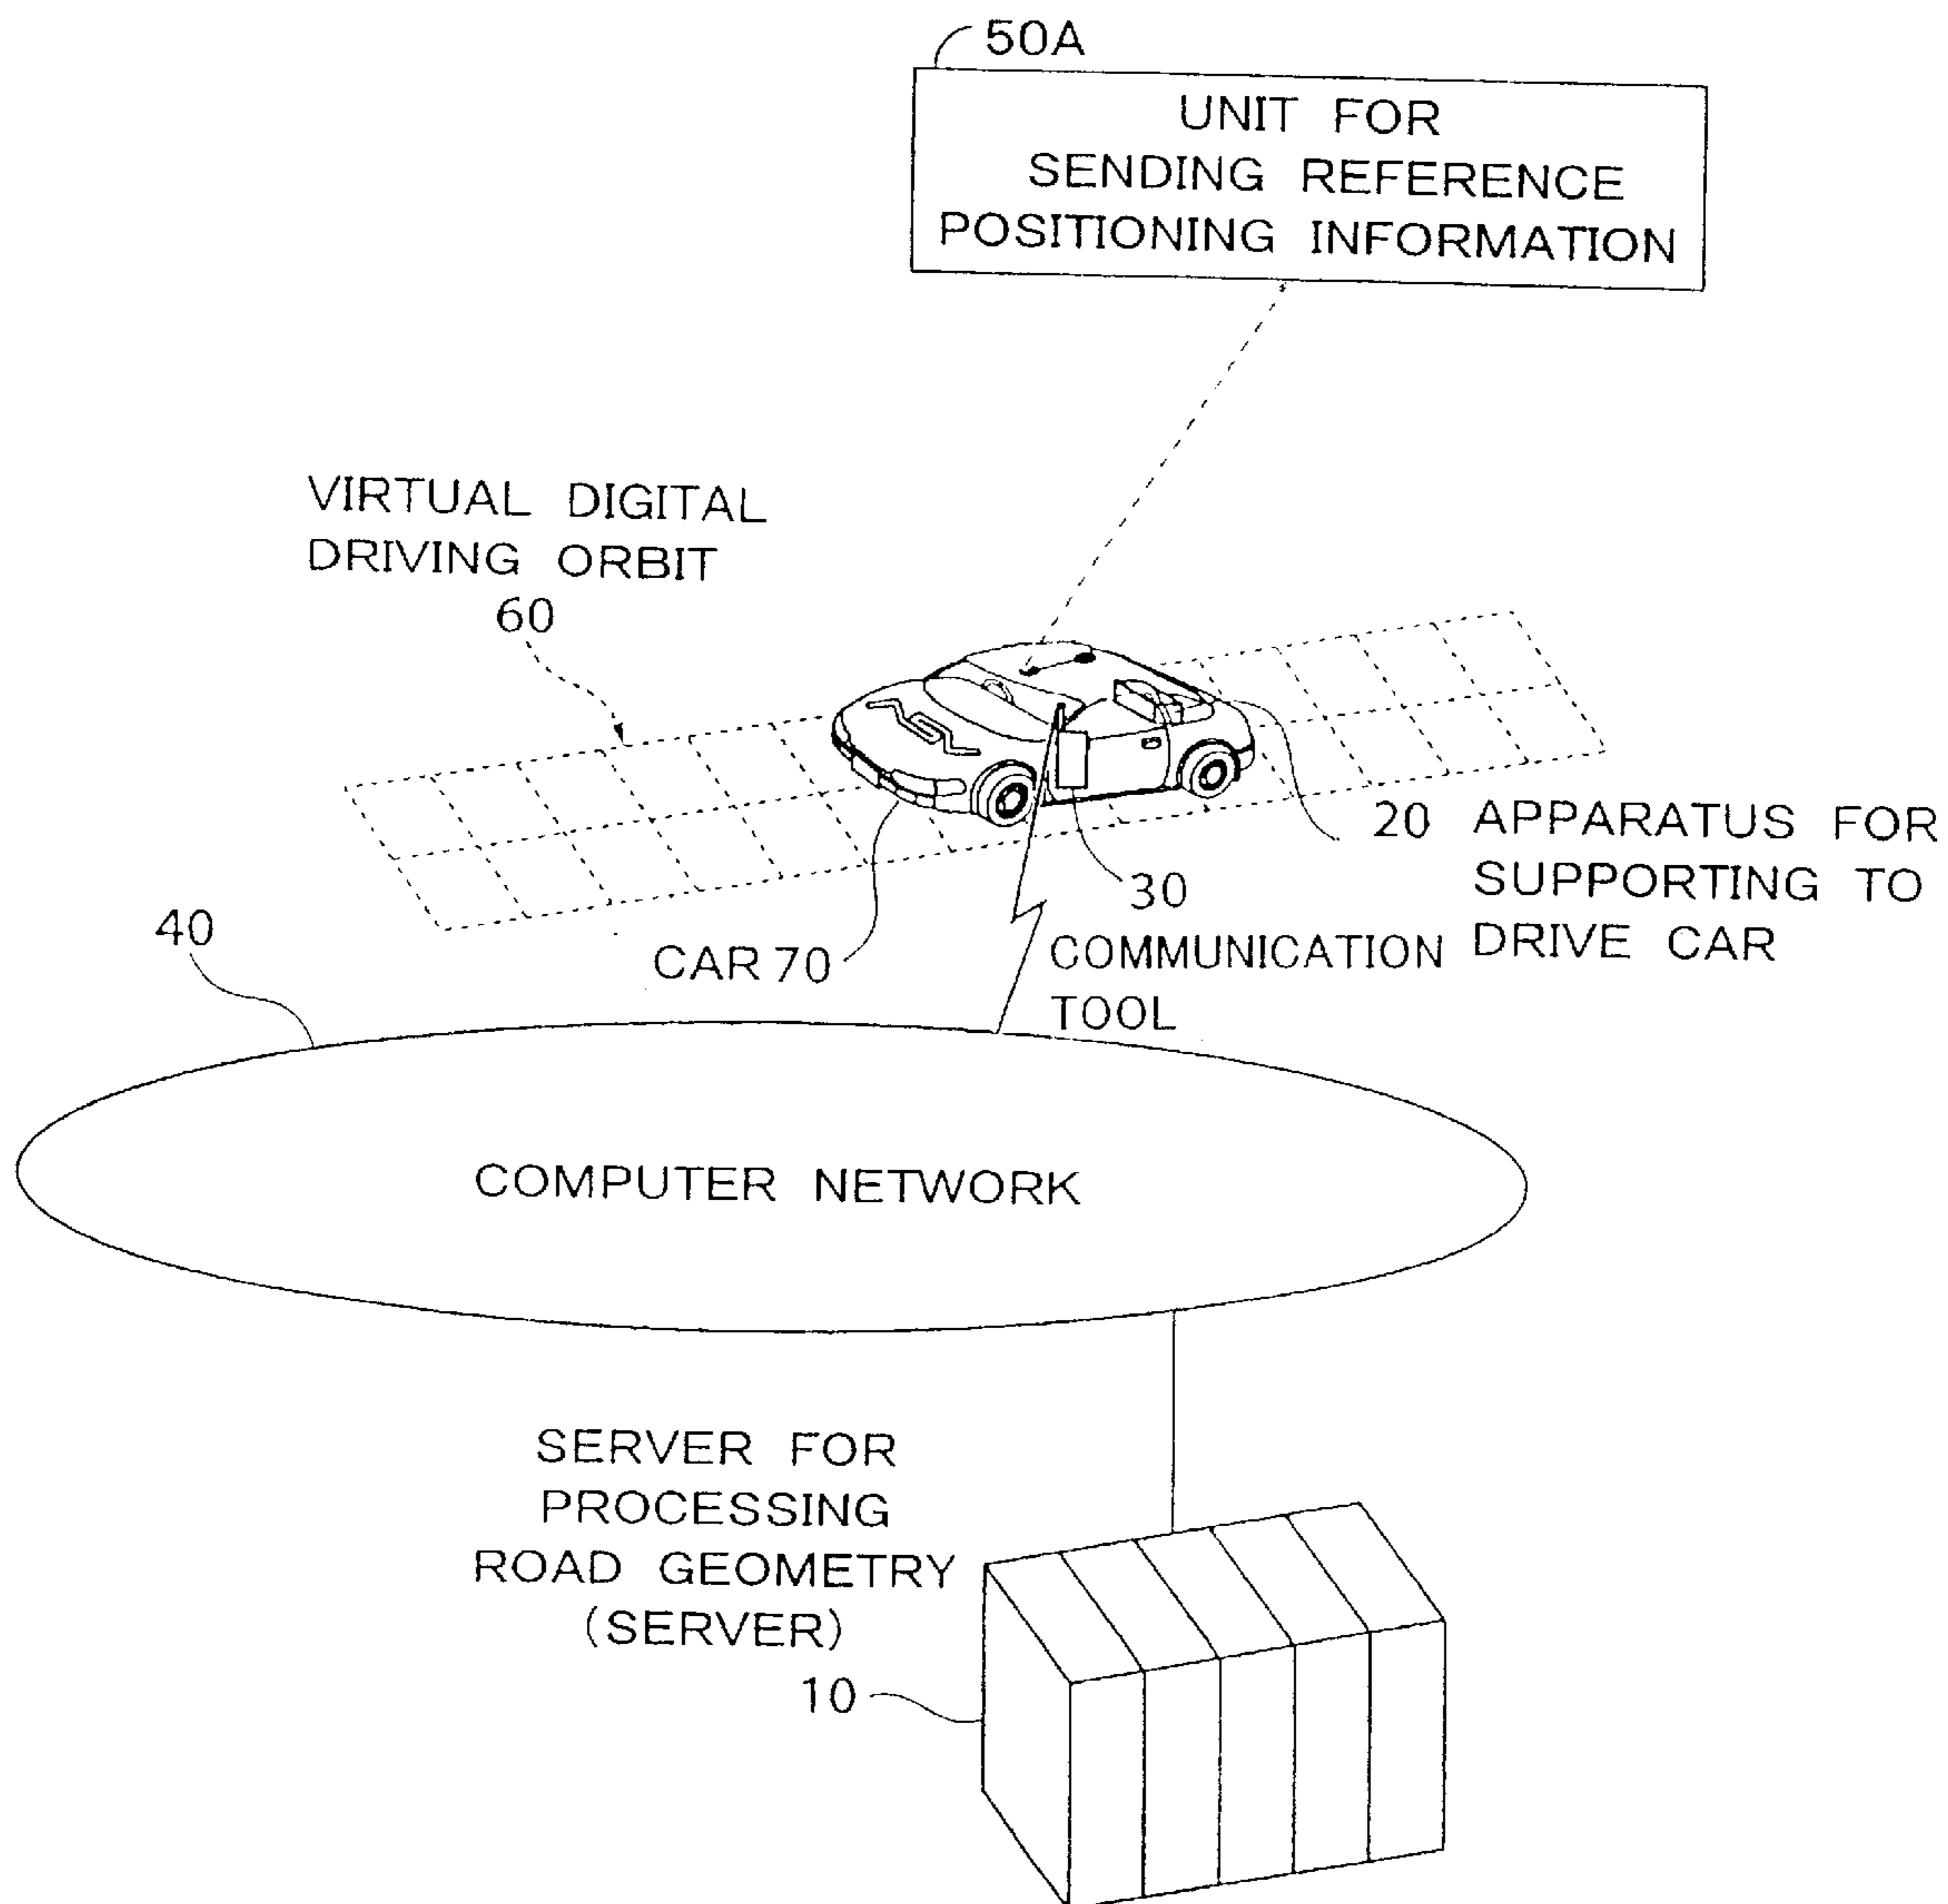 50A
UNIT FOR
SENDING REFERENCE
POSITIONING INFORMATION
VIRTUAL DIGITAL
DRIVING ORBIT
60
20 APPARATUS FOR
SUPPORTING TO
DRIVE CAR
30
COMMUNICATION
TOOL
CAR 70
40
COMPUTER NETWORK
SERVER FOR
PROCESSING
ROAD GEOMETRY
(SERVER)
10